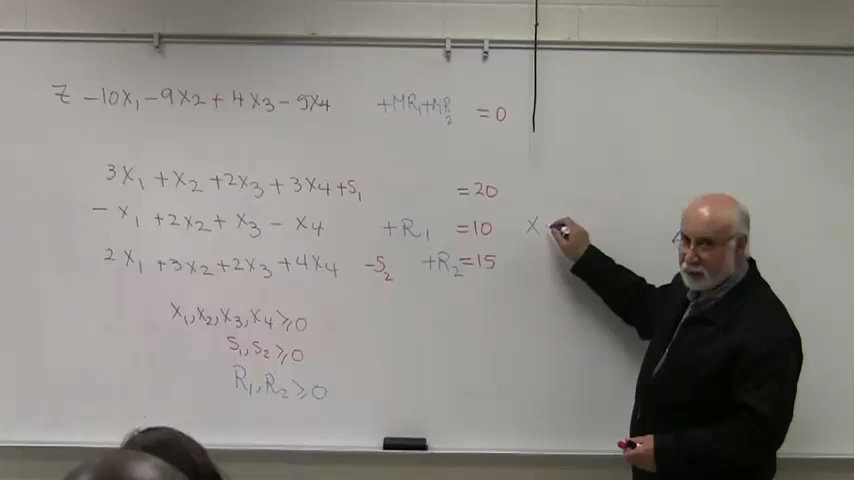 Z -10X₁ -9X₂ +4X₃ -9X₄ +MR₁+MR₂ =0
3X₁ +X₂ +2X₃ +3X₄ +S₁ =20
-X₁ +2X₂ +X₃ -X₄ +R₁ =10 X
2X₁ +3X₂ +2X₃ +4X₄ -S₂ +R₂ =15
X₁,X₂,X₃,X₄ ≥0
S₁,S₂ ≥0
R₁,R₂ ≥0